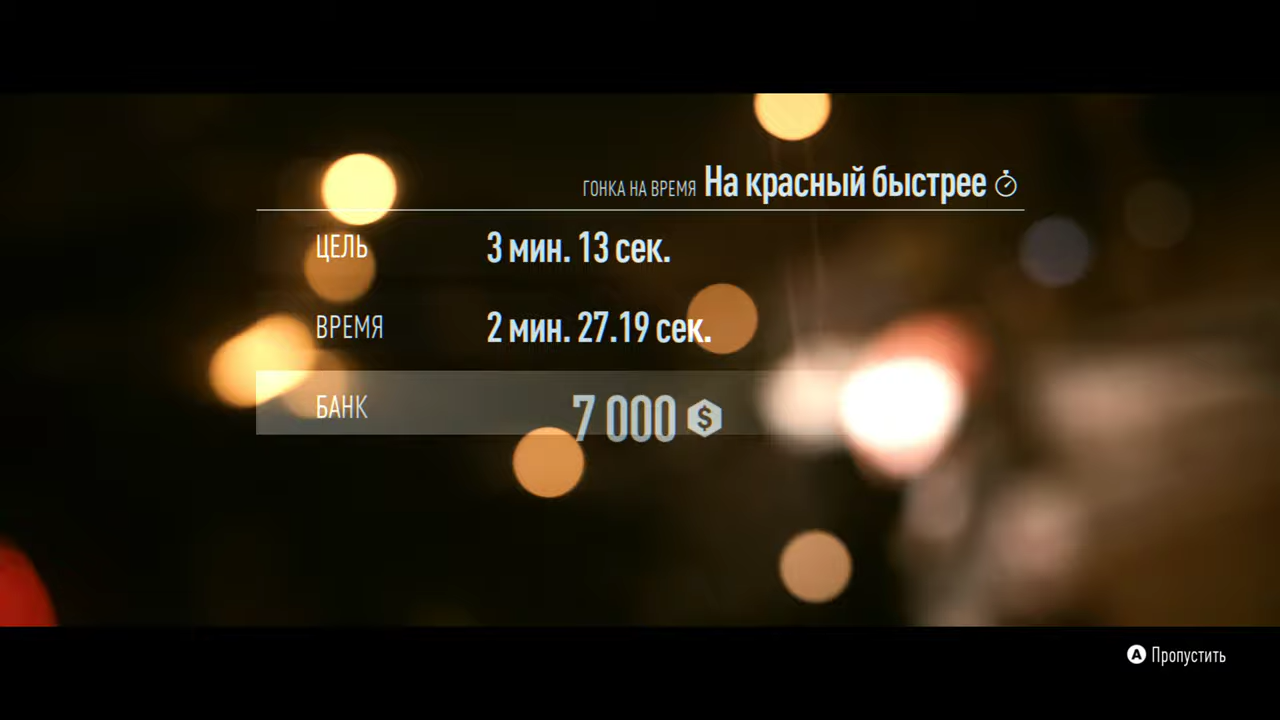 ГОНКА НА ВРЕМЯ На красный быстрее
ЦЕЛЬ 3 мин. 13 сек.
ВРЕМЯ 2 мин. 27.19 сек.
БАНК 7 000 $
A Пропустить